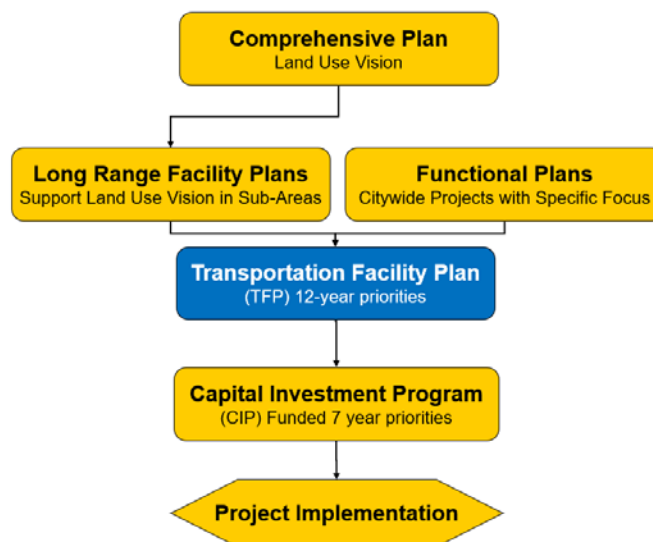 Comprehensive Plan
Land Use Vision
Long Range Facility Plans
Support Land Use Vision in Sub-Areas
Functional Plans
Citywide Projects with Specific Focus
Transportation Facility Plan
(TFP) 12-year priorities
Capital Investment Program
(CIP) Funded 7 year priorities
Project Implementation